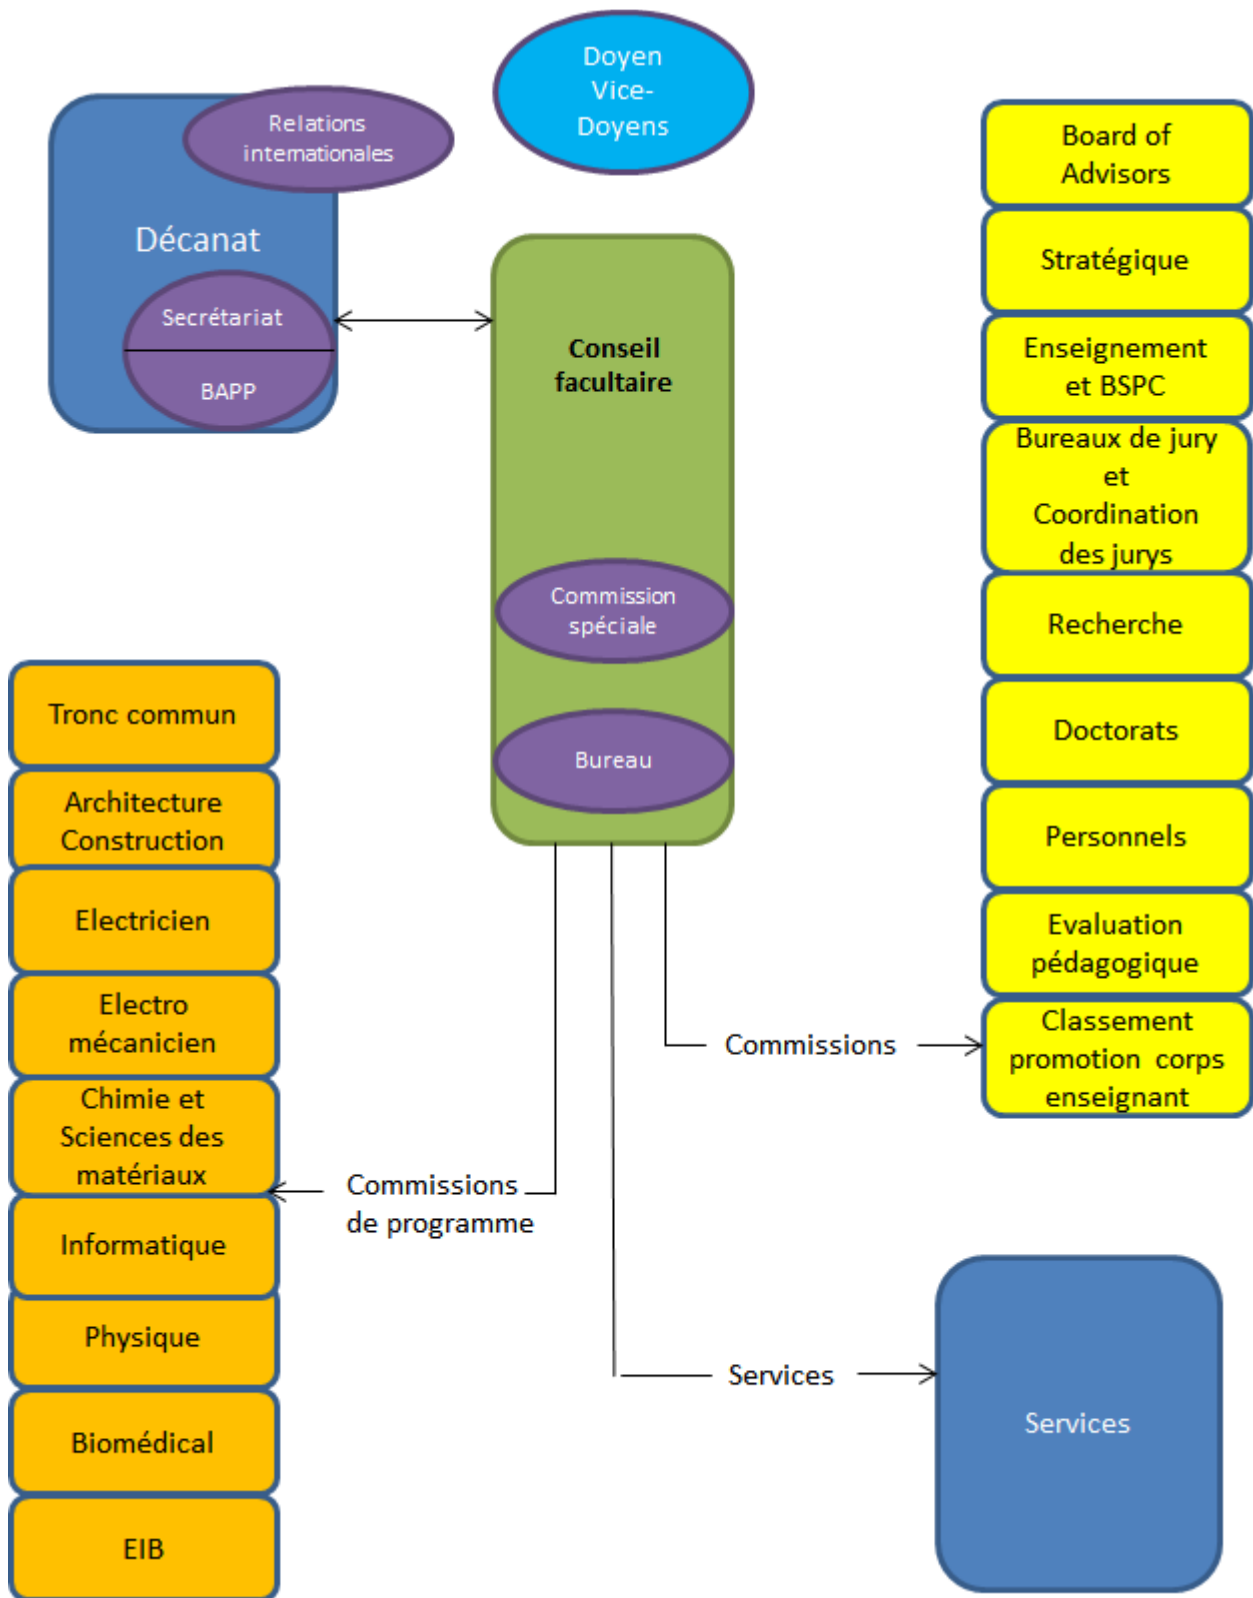 Doyen
Vice-
Doyens
Relations
internationales
Décanat
Secrétariat
BAPP
Conseil
facultaire
Commission
spéciale
Bureau
Board of
Advisors
Stratégique
Enseignement
et BSPC
Bureaux de jury
et
Coordination
des jurys
Recherche
Doctorats
Personnels
Evaluation
pédagogique
Classement
promotion corps
enseignant
Commissions
Tronc commun
Architecture
Construction
Electricien
Electro
mécanicien
Chimie et
Sciences des
matériaux
Informatique
Physique
Biomédical
EIB
Commissions
de programme
Services
Services